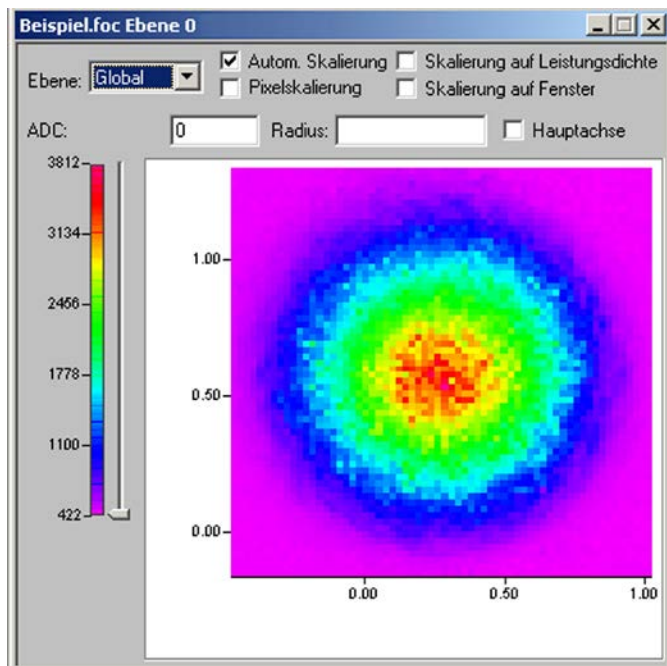 Beispiel.foc Ebene 0
Ebene: Global
Autom. Skalierung
Skalierung auf Leistungsdichte
Pixelskalierung
Skalierung auf Fenster
ADC: 0 Radius: Hauptachse
3812
3134
2456
1778
1100
422
1.00
0.50
0.00
0.00 0.50 1.00